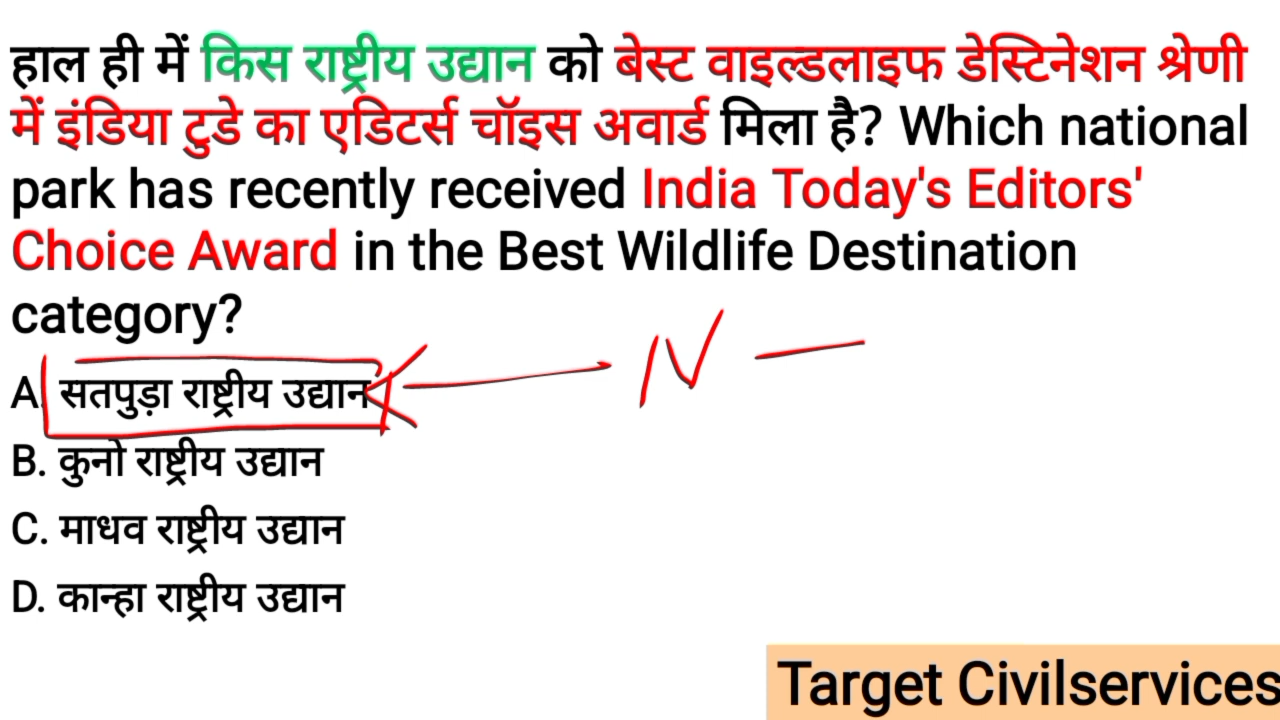 हाल ही में किस राष्ट्रीय उद्यान को बेस्ट वाइल्डलाइफ डेस्टिनेशन श्रेणी
में इंडिया टुडे का एडिटर्स चॉइस अवार्ड मिला है? Which national
park has recently received India Today's Editors'
Choice Award in the Best Wildlife Destination
category?
A. सतपुड़ा राष्ट्रीय उद्यान
N
B. कुनो राष्ट्रीय उद्यान
C. माधव राष्ट्रीय उद्यान
D. कान्हा राष्ट्रीय उद्यान
Target Civilservices